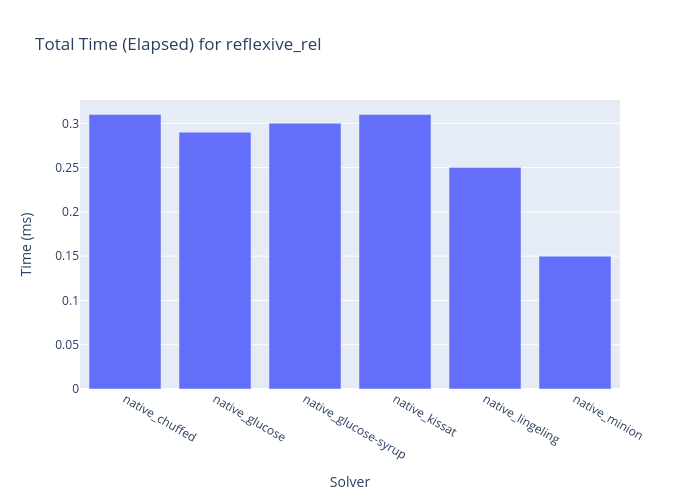 Total Time (Elapsed) for reflexive_rel
Time (ms)
0.3
0.25
0.2
0.15
0.1
0.05
0
native_chuffed
native_glucose
native_glucose-syrup
native_kissat
native_lingeling
native_minion
Solver